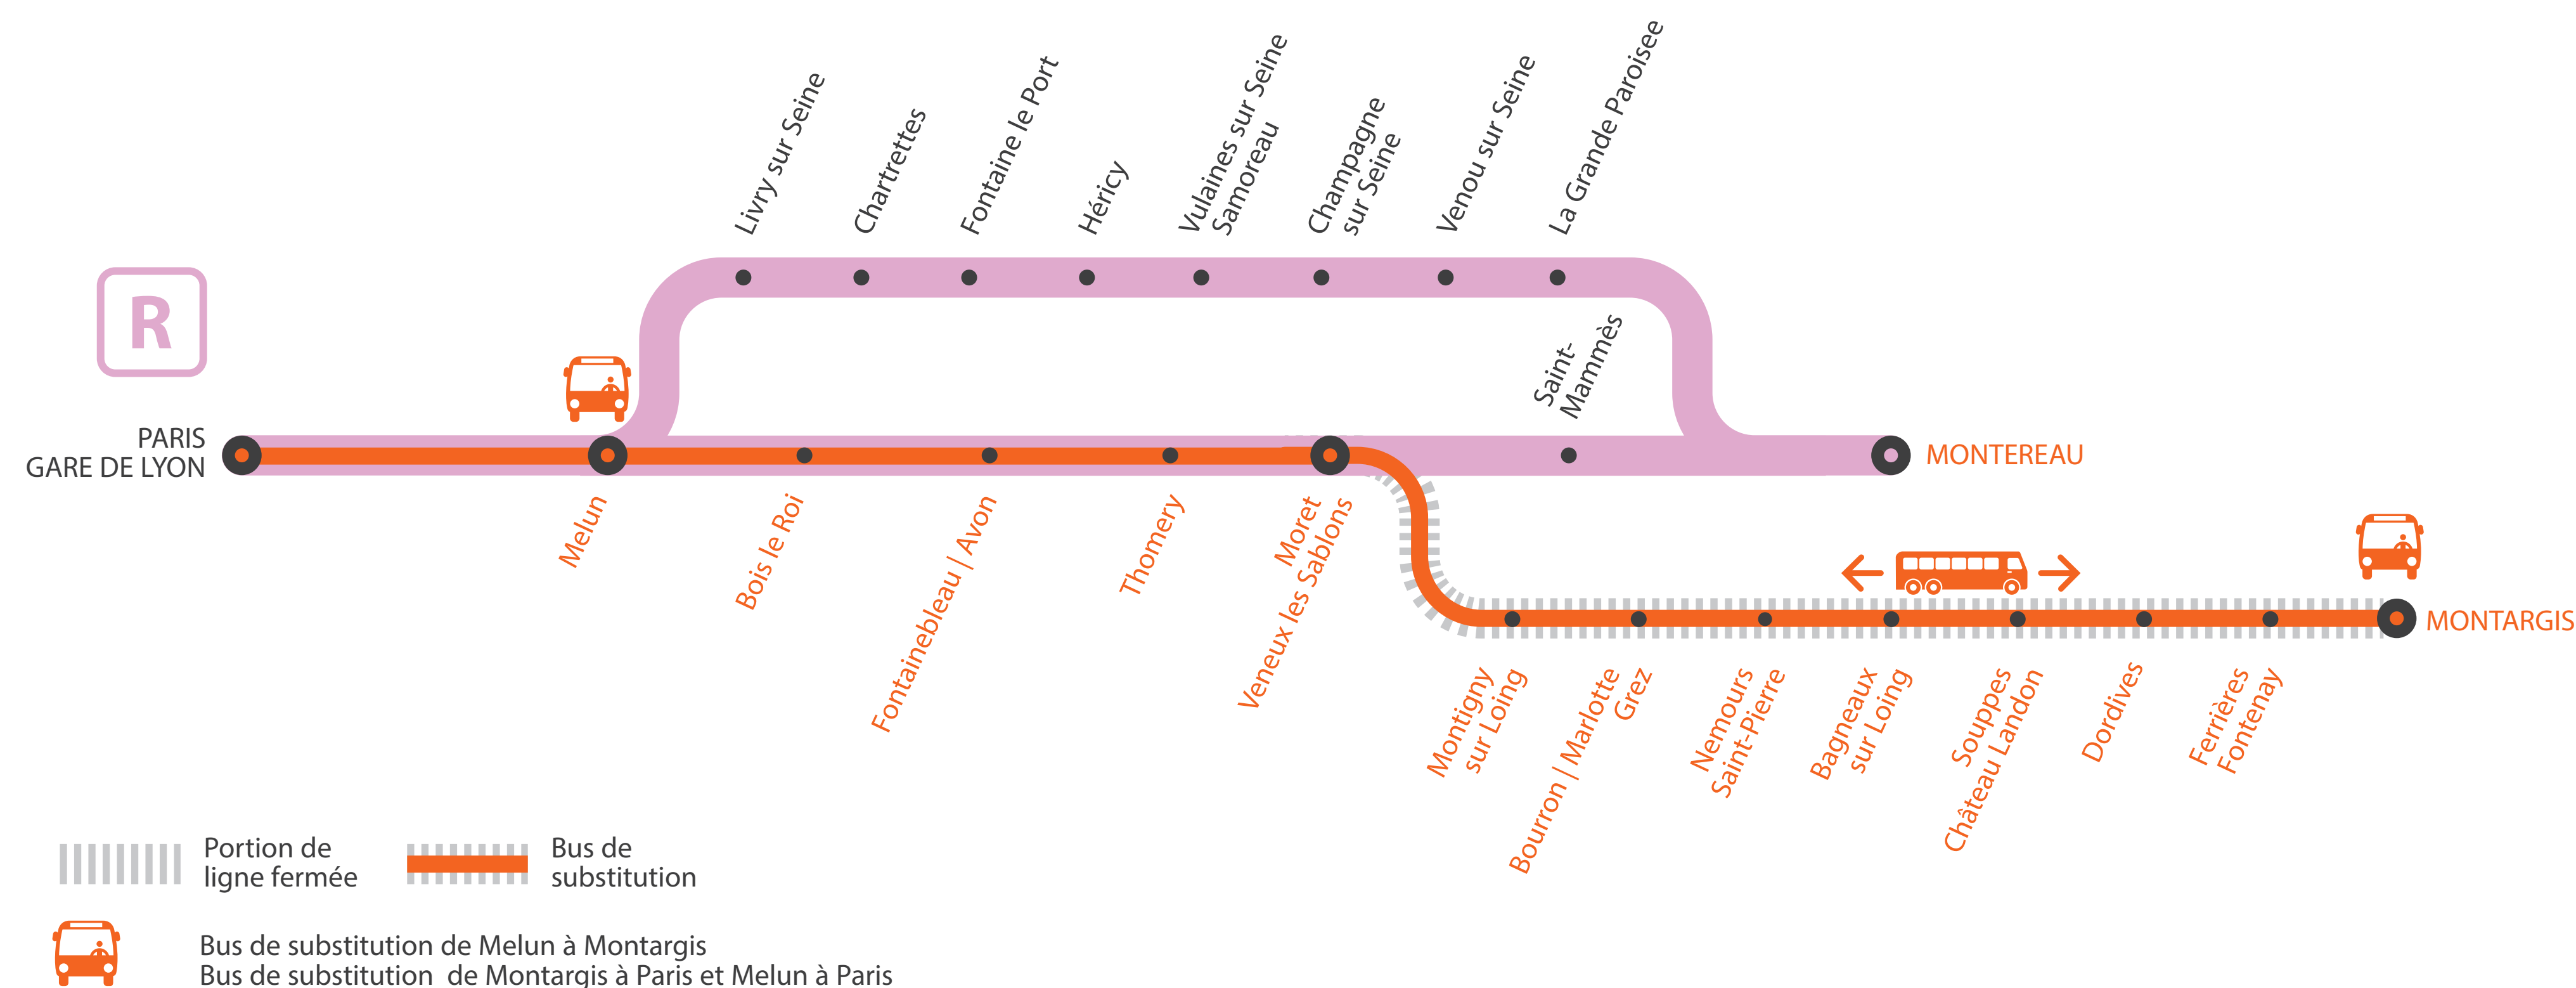 Livry sur Seine
Chartrettes
Fontaine le Port
Héricy
Vulaines sur Seine
Samoreau
Champagne
sur Seine
Venou sur Seine
La Grande Paroisee
R
Saint-
Mammès
PARIS
GARE DE LYON
MONTEREAU
Melun
Bois le Roi
Fontainebleau | Avon
Thomery
Moret
Veneux les Sablons
MONTARGIS
Montigny
sur Loing
Bourron | Marlotte
Grez
Nemours
Saint-Pierre
Bagneaux
sur Loing
Souppes
Château Landon
Dordives
Ferrières
Fontenay
Portion de
ligne fermée
Bus de
substitution
Bus de substitution de Melun à Montargis
Bus de substitution  de Montargis à Paris et Melun à Paris